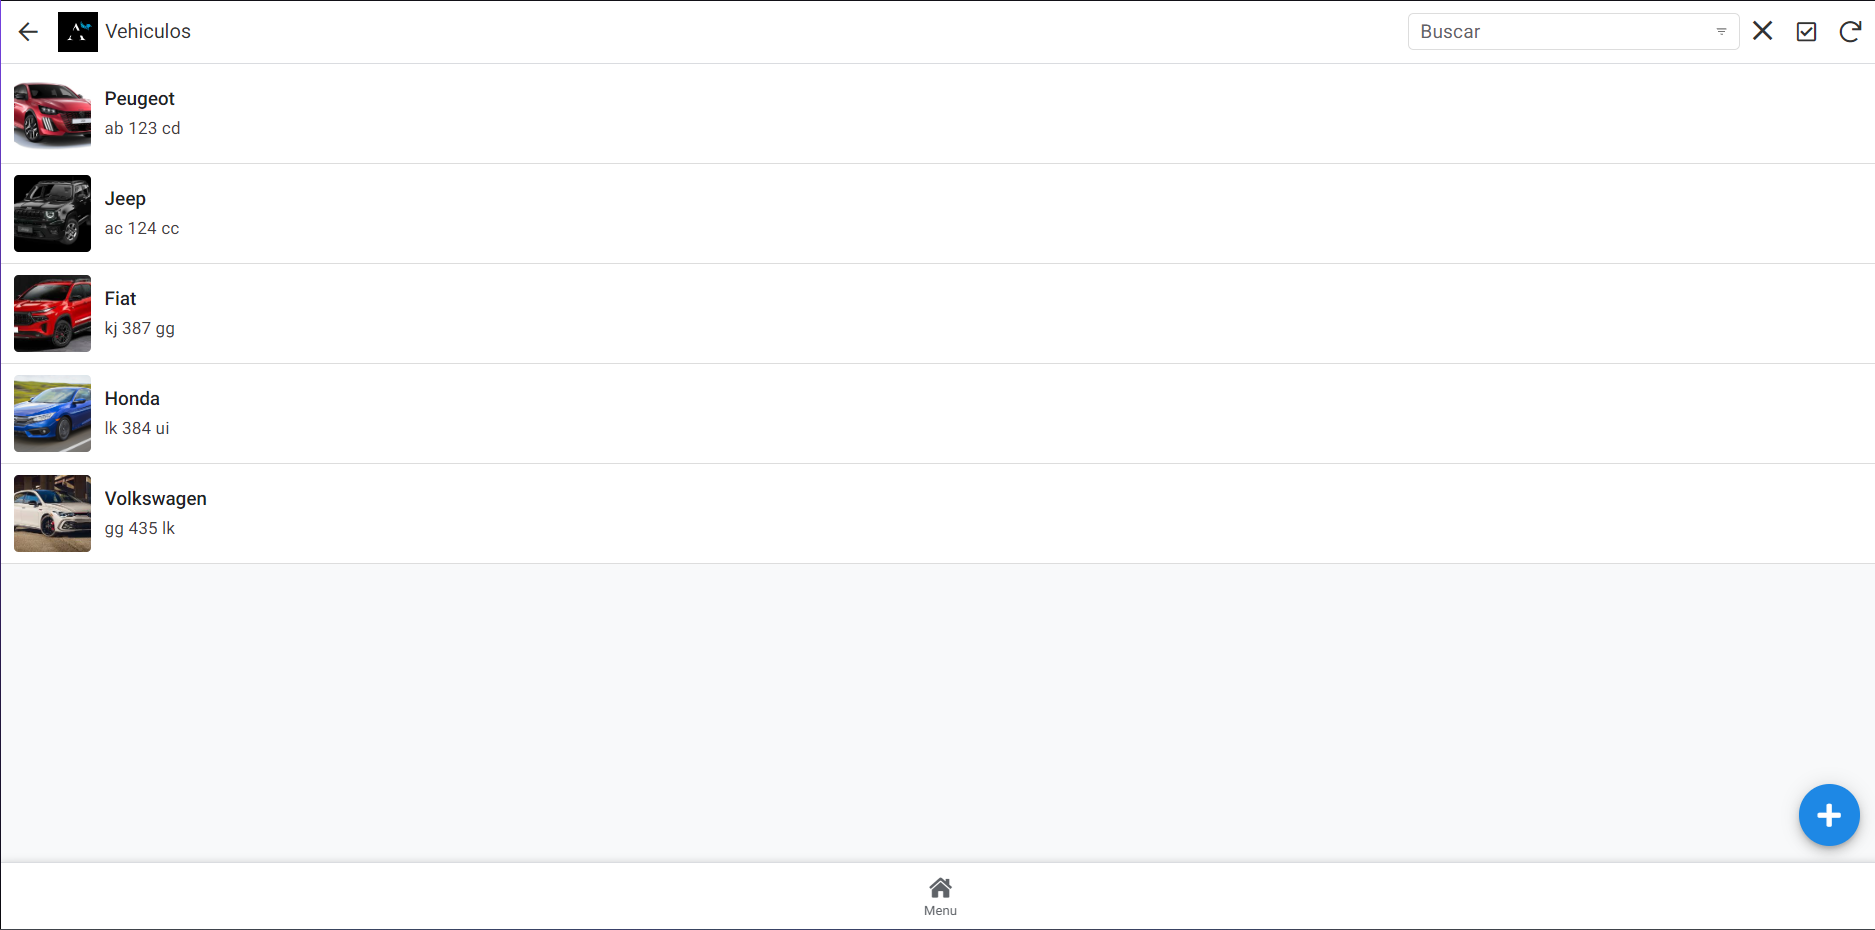 Vehiculos
Buscar
Peugeot
ab 123 cd
Jeep
ac 124 cc
Fiat
kj 387 gg
Honda
lk 384 ui
Volkswagen
gg 435 lk
Menu